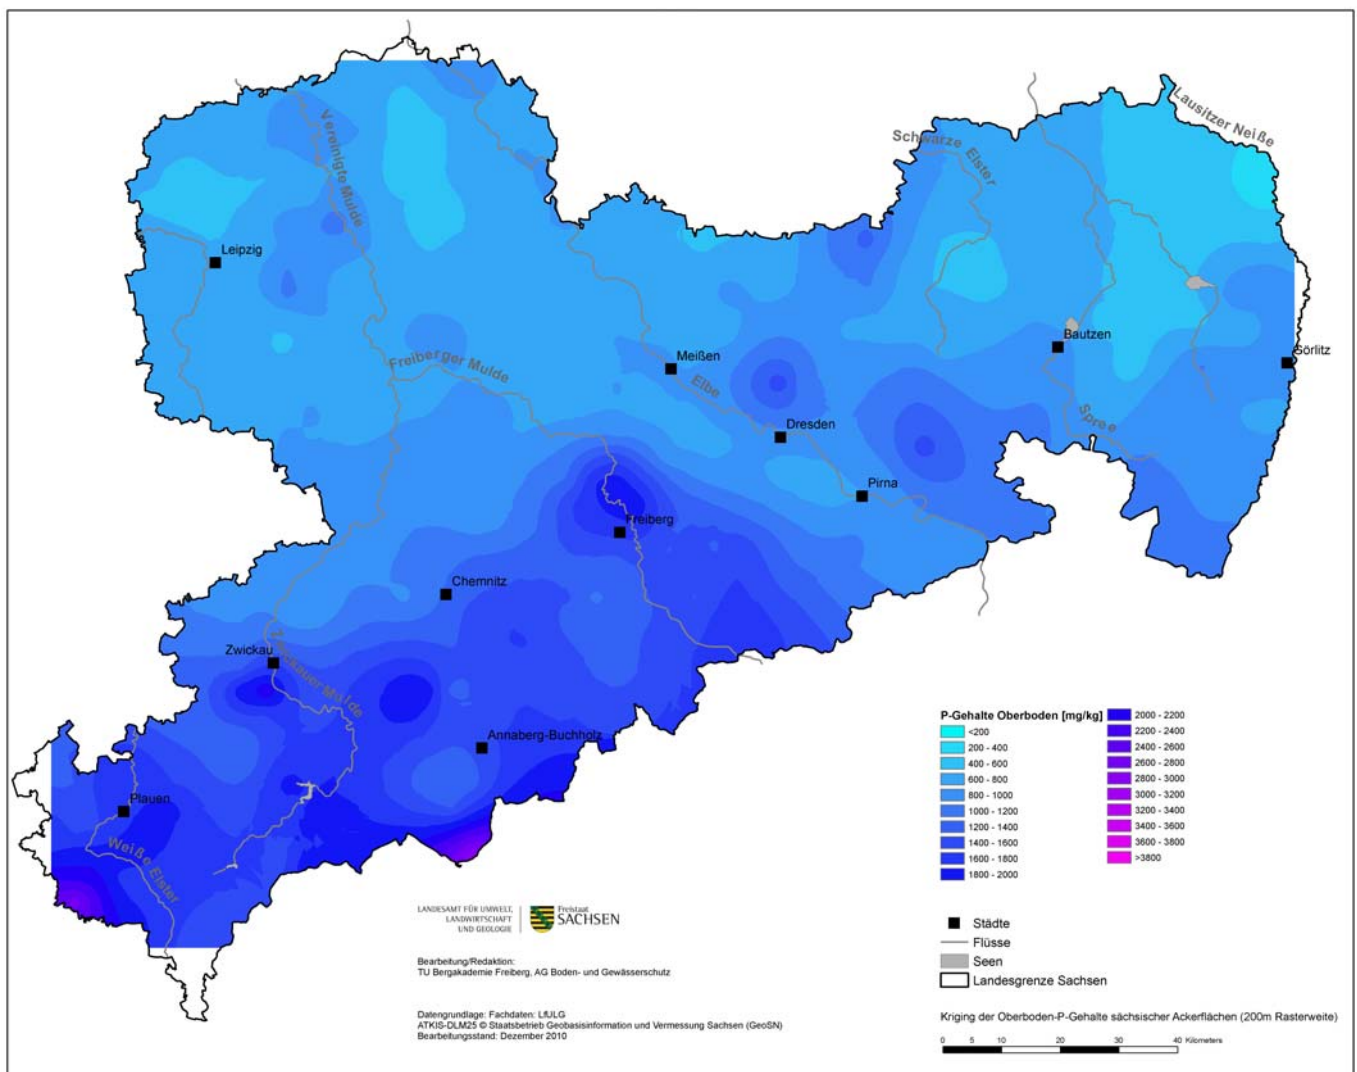 Lausitzer Neiße
Schwarze Elster
Vereinigte Mulde
Leipzig
Bautzen
Görlitz
Meißen
Freiberger Mulde
Elbe
Spree
Dresden
Pirna
Freiberg
Chemnitz
Zwickau
Zwickauer Mulde
Annaberg-Buchholz
Plauen
Weiße Elster
P-Gehalte Oberboden [mg/kg]
<200
200 - 400
400 - 600
600 - 800
800 - 1000
1000 - 1200
1200 - 1400
1400 - 1600
1600 - 1800
1800 - 2000
2000 - 2200
2200 - 2400
2400 - 2600
2600 - 2800
2800 - 3000
3000 - 3200
3200 - 3400
3400 - 3600
3600 - 3800
>3800
Städte
Flüsse
Seen
Landesgrenze Sachsen
LANDESAMT FÜR UMWELT,
LANDWIRTSCHAFT
UND GEOLOGIE
Freistaat
SACHSEN
Bearbeitung/Redaktion:
TU Bergakademie Freiberg, AG Boden- und Gewässerschutz
Datengrundlage: Fachdaten: LfULG
ATKIS-DLM25 © Staatsbetrieb Geobasisinformation und Vermessung Sachsen (GeoSN)
Bearbeitungsstand: Dezember 2010
Kriging der Oberboden-P-Gehalte sächsischer Ackerflächen (200m Rasterweite)
0 5 10 20 30 40 Kilometers